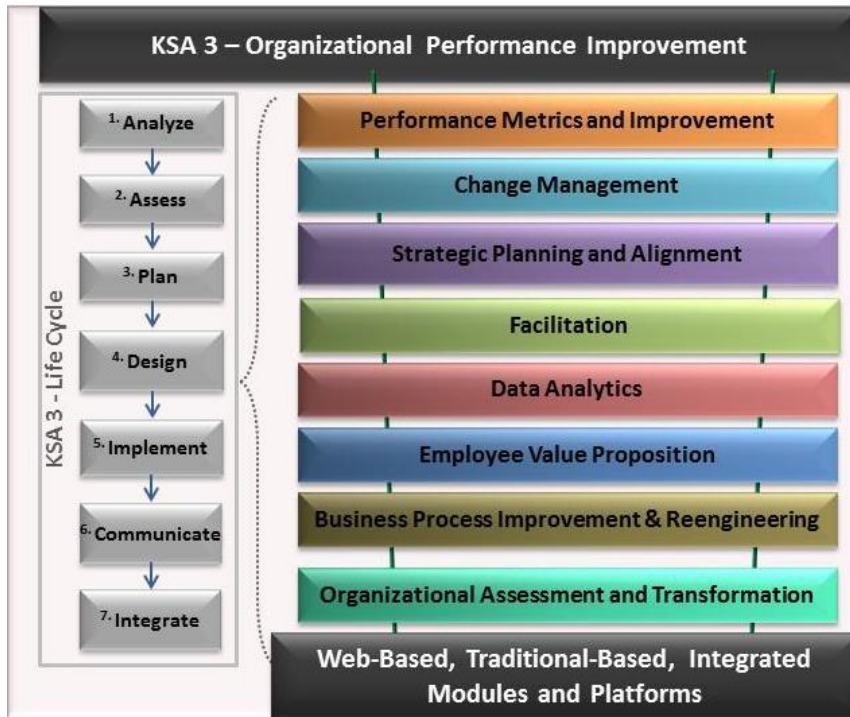 KSA 3 – Organizational Performance Improvement
KSA 3 - Life Cycle
1. Analyze
2. Assess
3. Plan
4. Design
5. Implement
6. Communicate
7. Integrate
Performance Metrics and Improvement
Change Management
Strategic Planning and Alignment
Facilitation
Data Analytics
Employee Value Proposition
Business Process Improvement & Reengineering
Organizational Assessment and Transformation
Web-Based, Traditional-Based, Integrated
Modules and Platforms